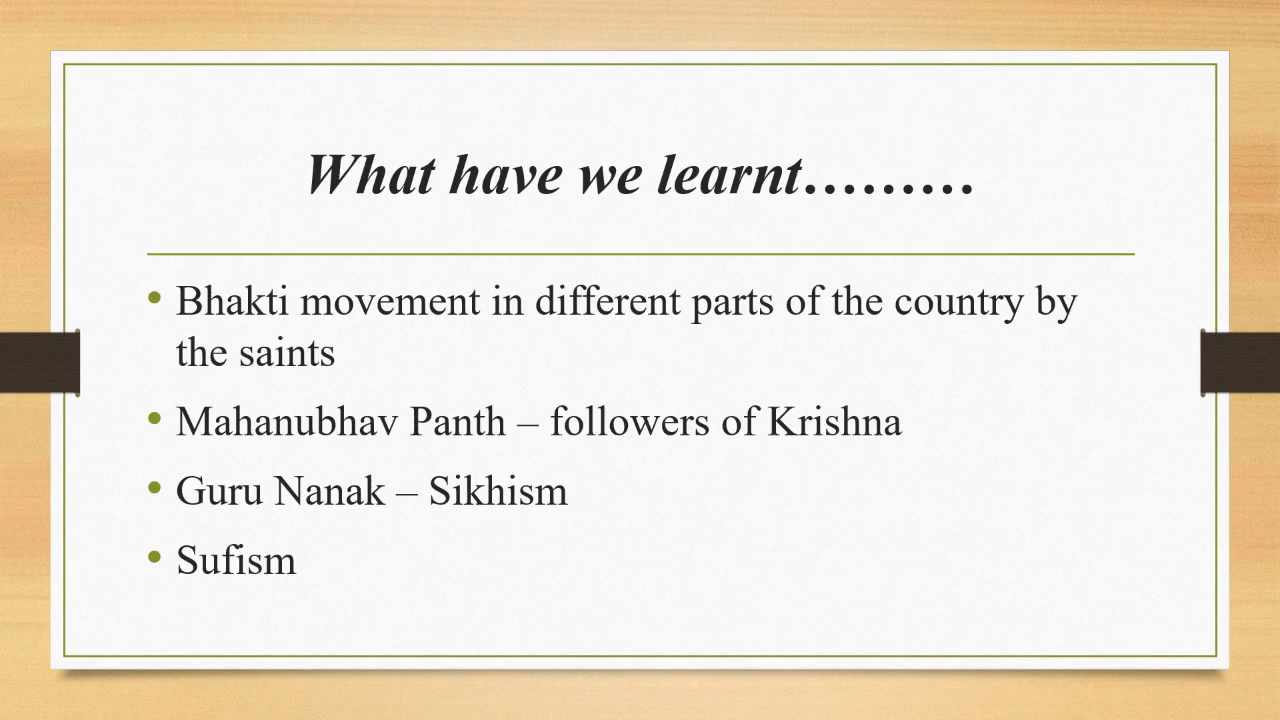 What have we learnt.........
• Bhakti movement in different parts of the country by
the saints
• Mahanubhav Panth – followers of Krishna
• Guru Nanak – Sikhism
• Sufism